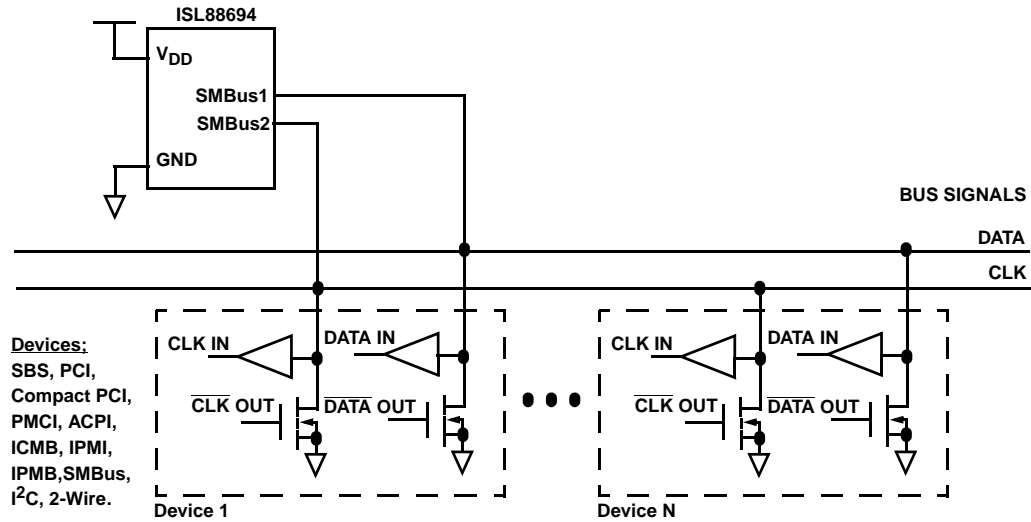 ISL88694
VDD
SMBus1
SMBus2
GND
BUS SIGNALS
DATA
CLK
Devices;
SBS, PCI,
Compact PCI,
PMCI, ACPI,
ICMB, IPMI,
IPMB,SMBus,
I2C, 2-Wire.
CLK IN
DATA IN
CLK OUT
DATA OUT
Device 1
CLK IN
DATA IN
CLK OUT
DATA OUT
Device N